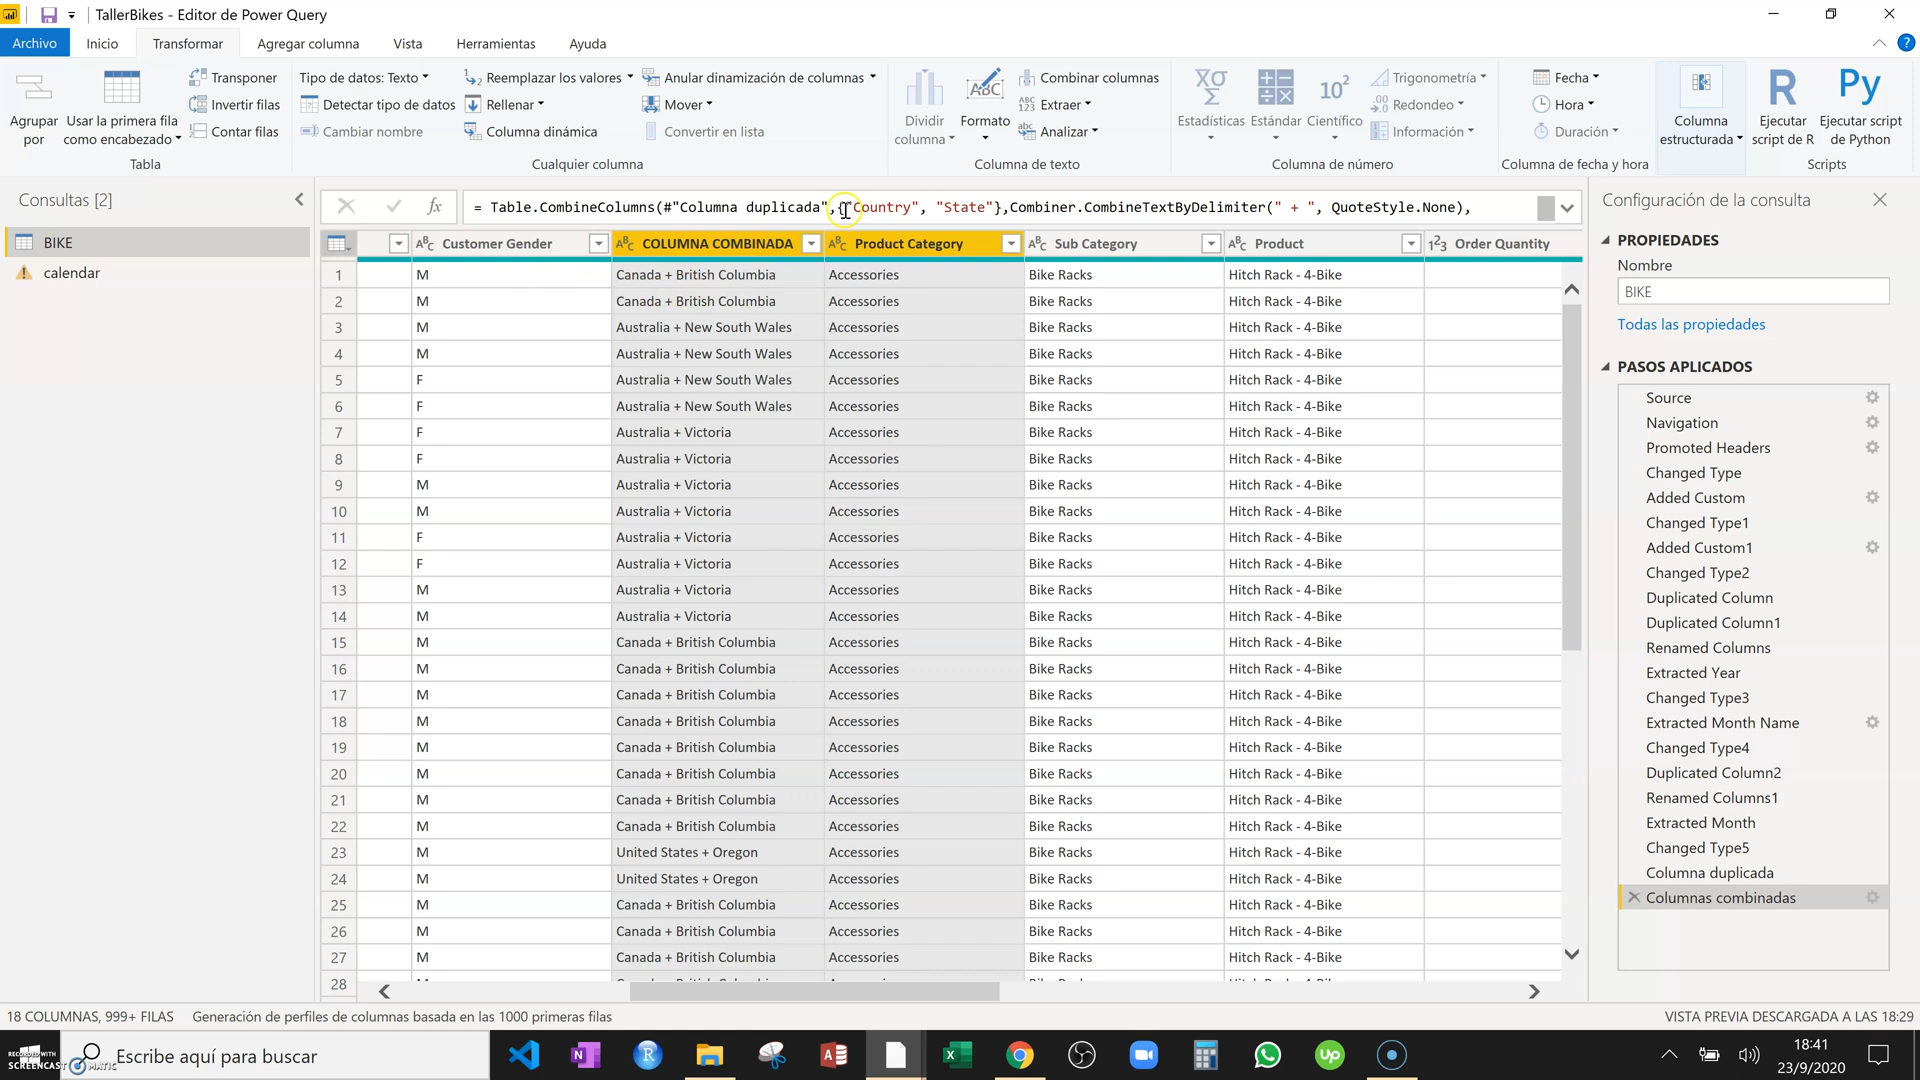 TallerBikes - Editor de Power Query
Archivo Inicio Transformar Agregar columna Vista Herramientas Ayuda
Agrupar por
Usar la primera fila como encabezado
Transponer
Invertir filas
Contar filas
Tabla
Tipo de datos: Texto
Detectar tipo de datos
Cambiar nombre
Reemplazar los valores
Rellenar
Columna dinámica
Anular dinamización de columnas
Mover
Convertir en lista
Cualquier columna
Dividir columna
Formato
Combinar columnas
Extraer
Analizar
Columna de texto
Estadísticas
Estándar
Científico
Trigonometría
Redondeo
Información
Columna de número
Fecha
Hora
Duración
Columna de fecha y hora
Columna estructurada
Ejecutar script de R
Ejecutar script de Python
Scripts
Consultas [2]
BIKE
calendar
= Table.CombineColumns(#"Columna duplicada",{"Country", "State"},Combiner.CombineTextByDelimiter(" + ", QuoteStyle.None),
Customer Gender COLUMNA COMBINADA Product Category Sub Category Product Order Quantity
1 M Canada + British Columbia Accessories Bike Racks Hitch Rack - 4-Bike
2 M Canada + British Columbia Accessories Bike Racks Hitch Rack - 4-Bike
3 M Australia + New South Wales Accessories Bike Racks Hitch Rack - 4-Bike
4 M Australia + New South Wales Accessories Bike Racks Hitch Rack - 4-Bike
5 F Australia + New South Wales Accessories Bike Racks Hitch Rack - 4-Bike
6 F Australia + New South Wales Accessories Bike Racks Hitch Rack - 4-Bike
7 F Australia + Victoria Accessories Bike Racks Hitch Rack - 4-Bike
8 F Australia + Victoria Accessories Bike Racks Hitch Rack - 4-Bike
9 M Australia + Victoria Accessories Bike Racks Hitch Rack - 4-Bike
10 M Australia + Victoria Accessories Bike Racks Hitch Rack - 4-Bike
11 F Australia + Victoria Accessories Bike Racks Hitch Rack - 4-Bike
12 F Australia + Victoria Accessories Bike Racks Hitch Rack - 4-Bike
13 M Australia + Victoria Accessories Bike Racks Hitch Rack - 4-Bike
14 M Australia + Victoria Accessories Bike Racks Hitch Rack - 4-Bike
15 M Canada + British Columbia Accessories Bike Racks Hitch Rack - 4-Bike
16 M Canada + British Columbia Accessories Bike Racks Hitch Rack - 4-Bike
17 M Canada + British Columbia Accessories Bike Racks Hitch Rack - 4-Bike
18 M Canada + British Columbia Accessories Bike Racks Hitch Rack - 4-Bike
19 M Canada + British Columbia Accessories Bike Racks Hitch Rack - 4-Bike
20 M Canada + British Columbia Accessories Bike Racks Hitch Rack - 4-Bike
21 M Canada + British Columbia Accessories Bike Racks Hitch Rack - 4-Bike
22 M Canada + British Columbia Accessories Bike Racks Hitch Rack - 4-Bike
23 M United States + Oregon Accessories Bike Racks Hitch Rack - 4-Bike
24 M United States + Oregon Accessories Bike Racks Hitch Rack - 4-Bike
25 M Canada + British Columbia Accessories Bike Racks Hitch Rack - 4-Bike
26 M Canada + British Columbia Accessories Bike Racks Hitch Rack - 4-Bike
27 M Canada + British Columbia Accessories Bike Racks Hitch Rack - 4-Bike
28
Configuración de la consulta
PROPIEDADES
Nombre
BIKE
Todas las propiedades
PASOS APLICADOS
Source
Navigation
Promoted Headers
Changed Type
Added Custom
Changed Type1
Added Custom1
Changed Type2
Duplicated Column
Duplicated Column1
Renamed Columns
Extracted Year
Changed Type3
Extracted Month Name
Changed Type4
Duplicated Column2
Renamed Columns1
Extracted Month
Changed Type5
Columna duplicada
Columnas combinadas
18 COLUMNAS, 999+ FILAS Generación de perfiles de columnas basada en las 1000 primeras filas VISTA PREVIA DESCARGADA A LAS 18:29
RECORDED WITH
SCREENCAST MATIC
Escribe aquí para buscar
18:41
23/9/2020